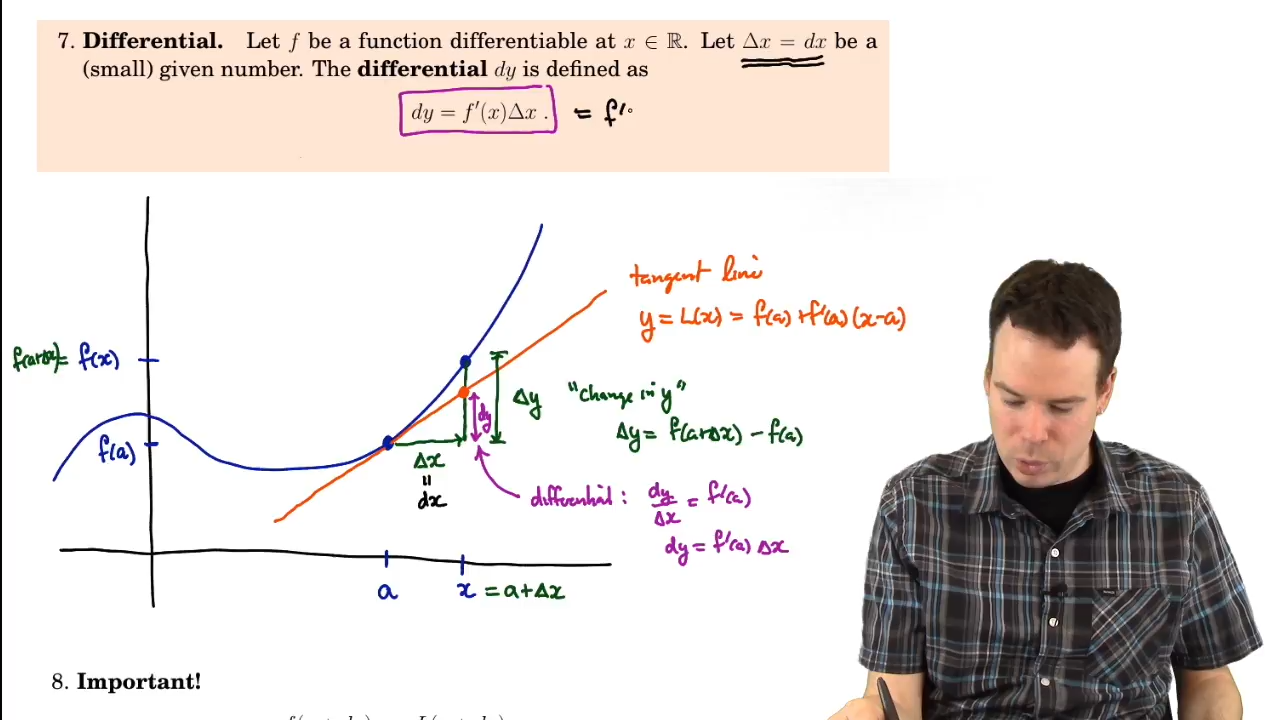 7. Differential. Let f be a function differentiable at x ∈ ℝ. Let Δx = dx be a
(small) given number. The differential dy is defined as
dy = f′(x)Δx . = f′
tangent line
y = L(x) = f(a) + f′(a) (x-a)
f(a+Δx) = f(x)
Δy "change in y"
dy
Δy = f(a+Δx) - f(a)
f(a)
Δx
=
dx
differential : dy/Δx = f′(a)
dy = f′(a) Δx
a
x = a+Δx
8. Important!